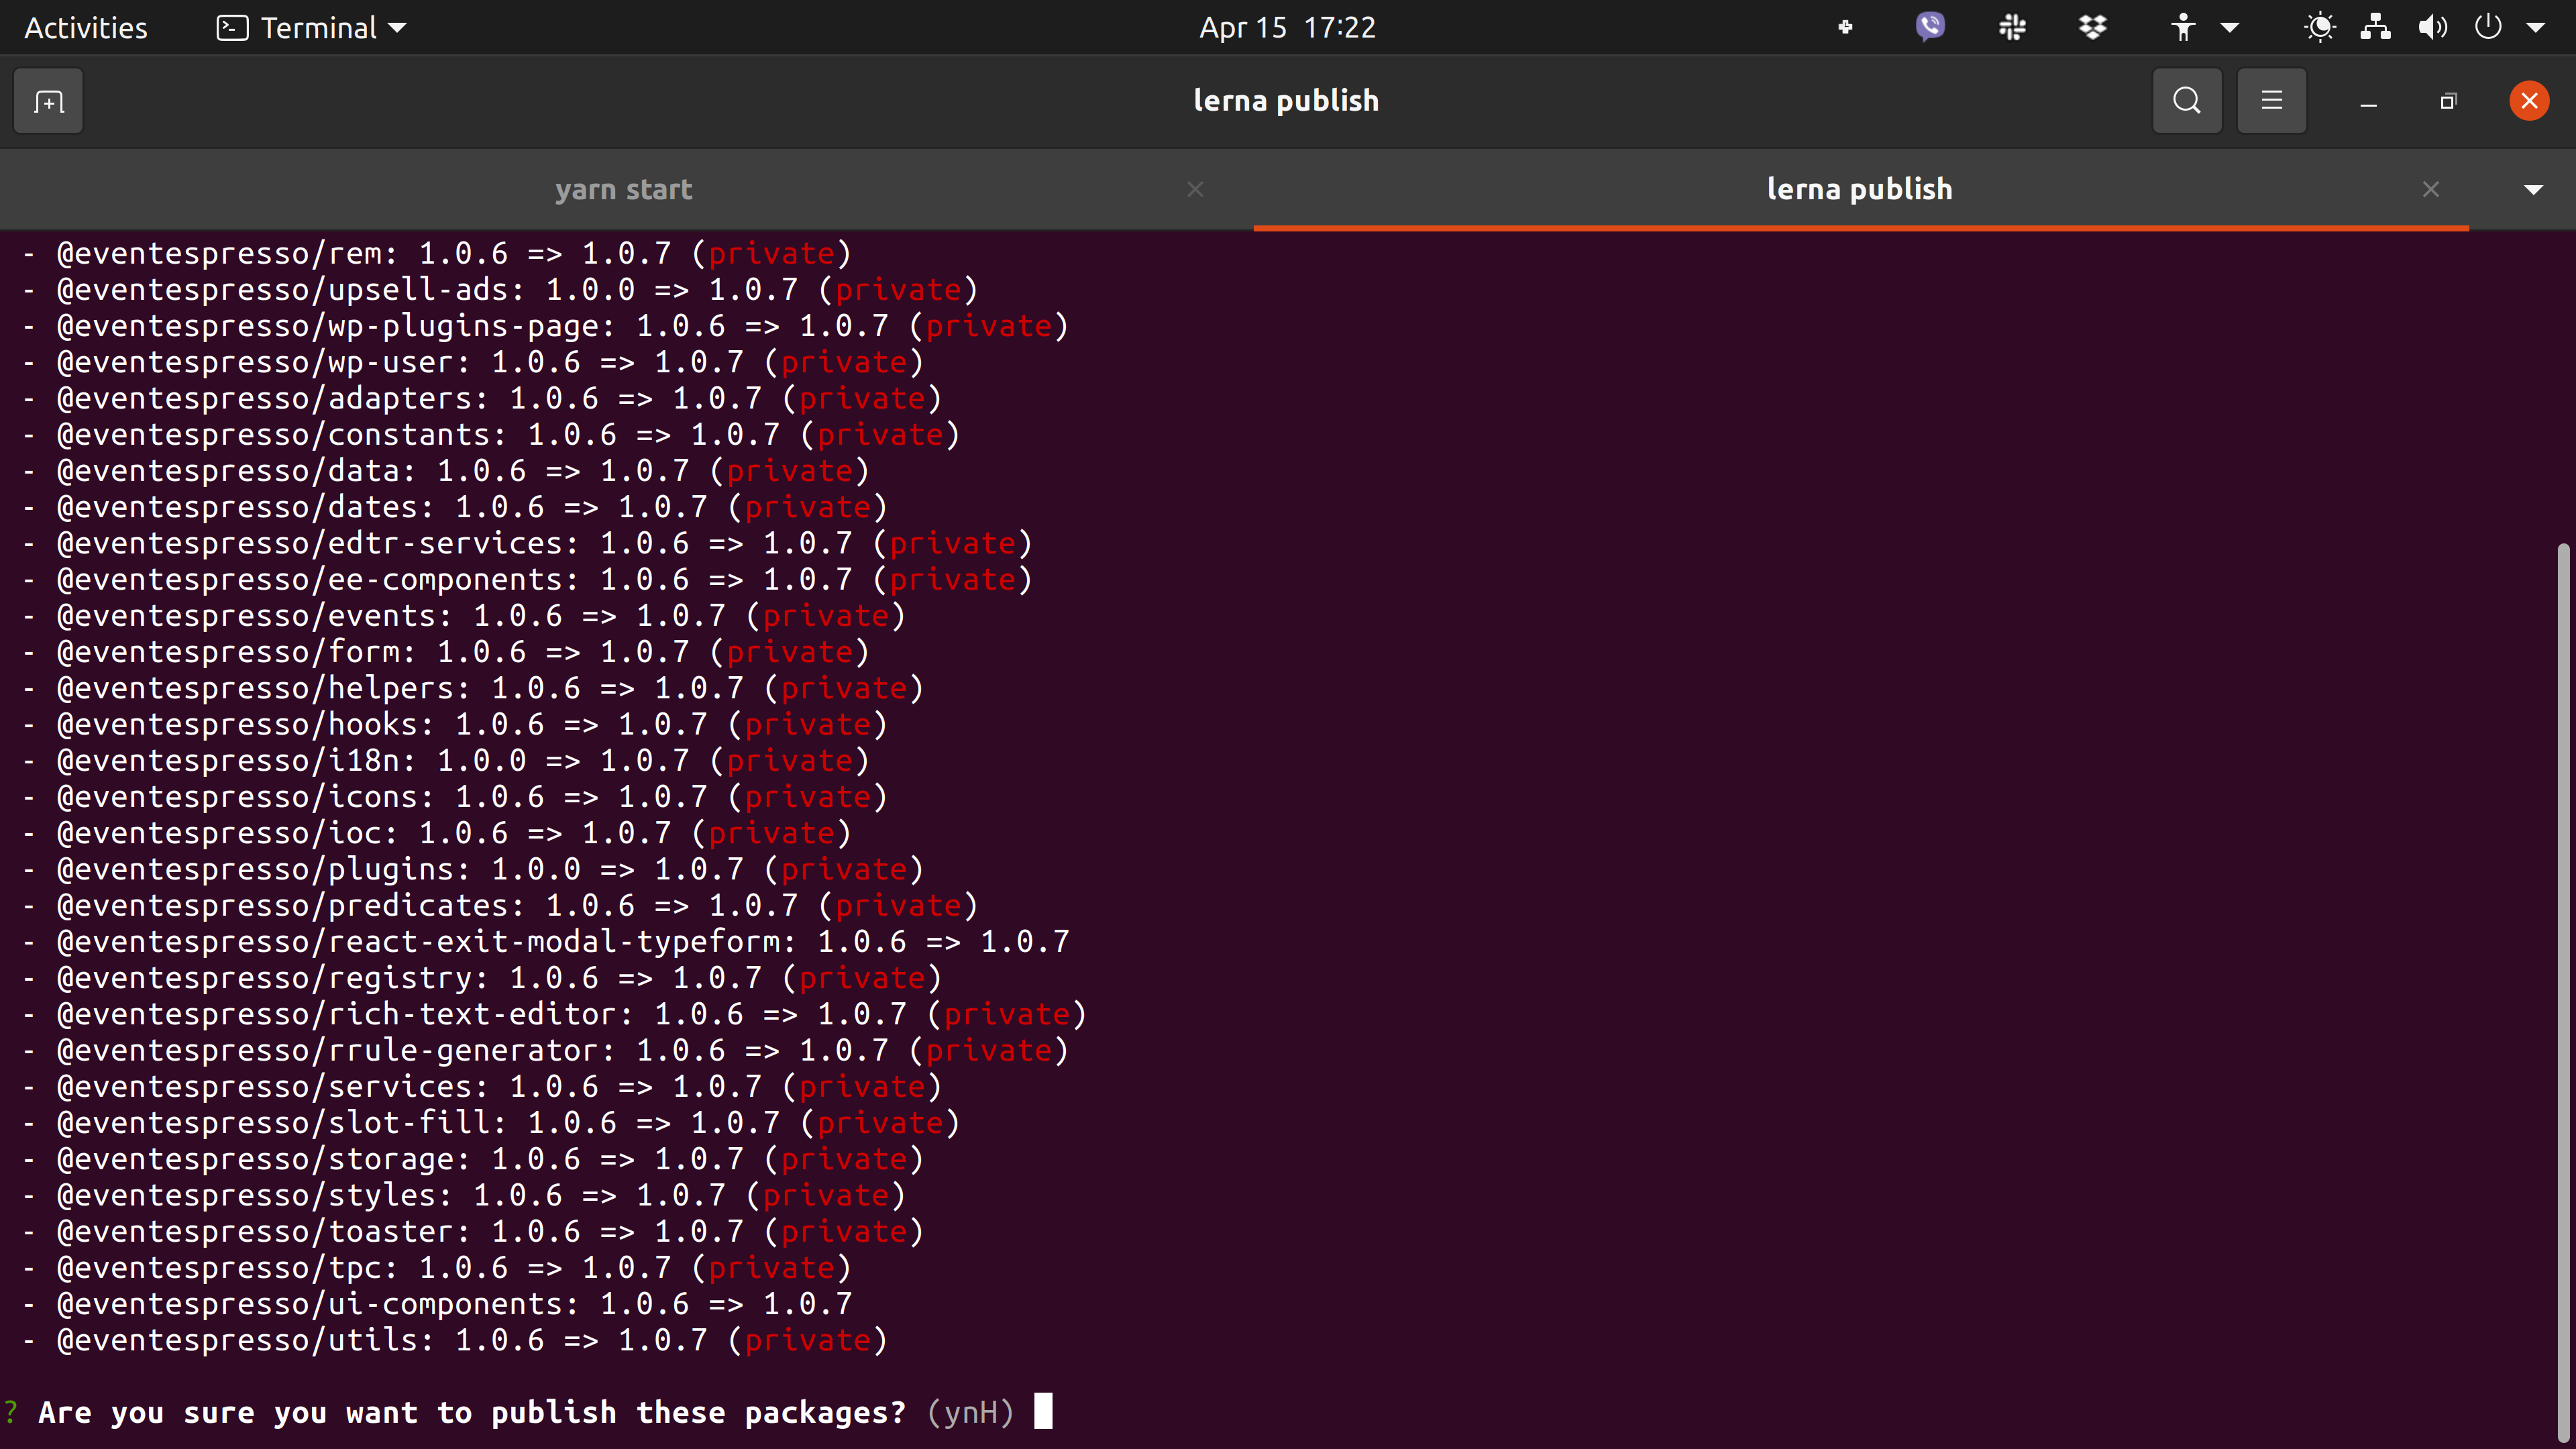 Activities Terminal Apr 15 17:22
lerna publish
yarn start lerna publish
- @eventespresso/rem: 1.0.6 => 1.0.7 (private)
- @eventespresso/upsell-ads: 1.0.0 => 1.0.7 (private)
- @eventespresso/wp-plugins-page: 1.0.6 => 1.0.7 (private)
- @eventespresso/wp-user: 1.0.6 => 1.0.7 (private)
- @eventespresso/adapters: 1.0.6 => 1.0.7 (private)
- @eventespresso/constants: 1.0.6 => 1.0.7 (private)
- @eventespresso/data: 1.0.6 => 1.0.7 (private)
- @eventespresso/dates: 1.0.6 => 1.0.7 (private)
- @eventespresso/edtr-services: 1.0.6 => 1.0.7 (private)
- @eventespresso/ee-components: 1.0.6 => 1.0.7 (private)
- @eventespresso/events: 1.0.6 => 1.0.7 (private)
- @eventespresso/form: 1.0.6 => 1.0.7 (private)
- @eventespresso/helpers: 1.0.6 => 1.0.7 (private)
- @eventespresso/hooks: 1.0.6 => 1.0.7 (private)
- @eventespresso/i18n: 1.0.0 => 1.0.7 (private)
- @eventespresso/icons: 1.0.6 => 1.0.7 (private)
- @eventespresso/ioc: 1.0.6 => 1.0.7 (private)
- @eventespresso/plugins: 1.0.0 => 1.0.7 (private)
- @eventespresso/predicates: 1.0.6 => 1.0.7 (private)
- @eventespresso/react-exit-modal-typeform: 1.0.6 => 1.0.7
- @eventespresso/registry: 1.0.6 => 1.0.7 (private)
- @eventespresso/rich-text-editor: 1.0.6 => 1.0.7 (private)
- @eventespresso/rrule-generator: 1.0.6 => 1.0.7 (private)
- @eventespresso/services: 1.0.6 => 1.0.7 (private)
- @eventespresso/slot-fill: 1.0.6 => 1.0.7 (private)
- @eventespresso/storage: 1.0.6 => 1.0.7 (private)
- @eventespresso/styles: 1.0.6 => 1.0.7 (private)
- @eventespresso/toaster: 1.0.6 => 1.0.7 (private)
- @eventespresso/tpc: 1.0.6 => 1.0.7 (private)
- @eventespresso/ui-components: 1.0.6 => 1.0.7
- @eventespresso/utils: 1.0.6 => 1.0.7 (private)
? Are you sure you want to publish these packages? (ynH)